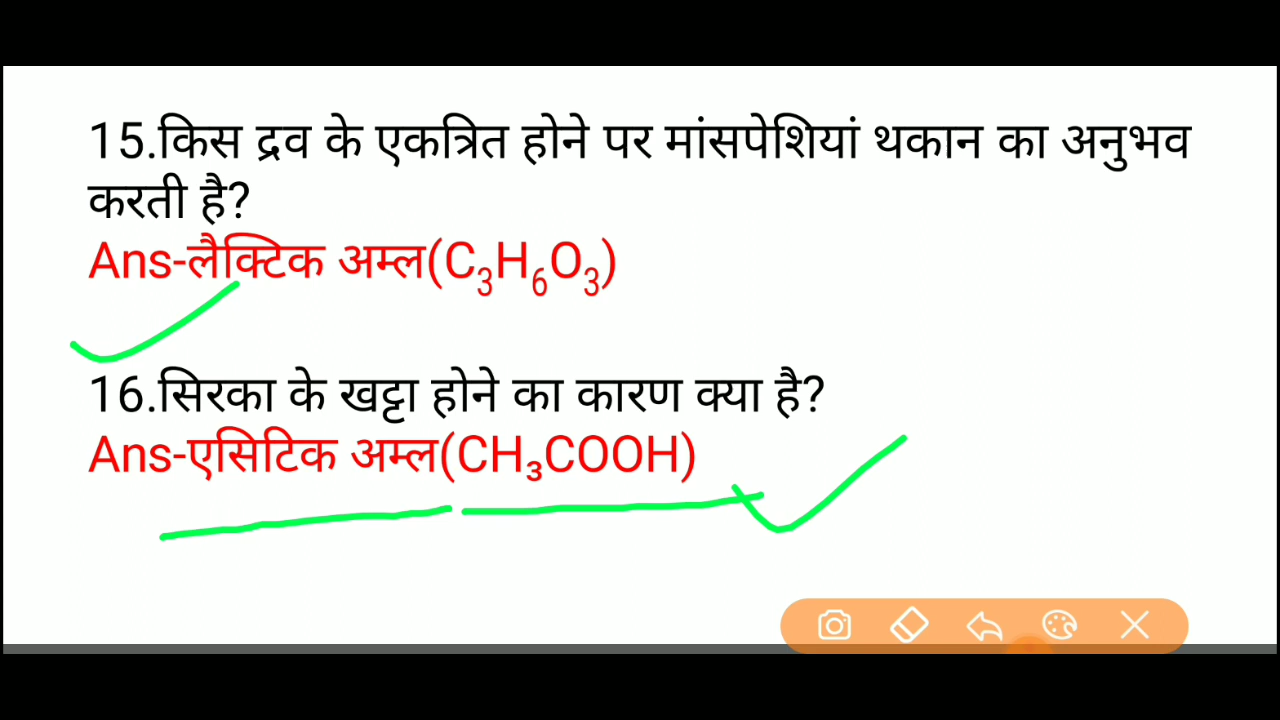 15.किस द्रव के एकत्रित होने पर मांसपेशियां थकान का अनुभव
करती है?
Ans-लैक्टिक अम्ल(C₃H₆O₃)
16.सिरका के खट्टा होने का कारण क्या है?
Ans-एसिटिक अम्ल(CH₃COOH)